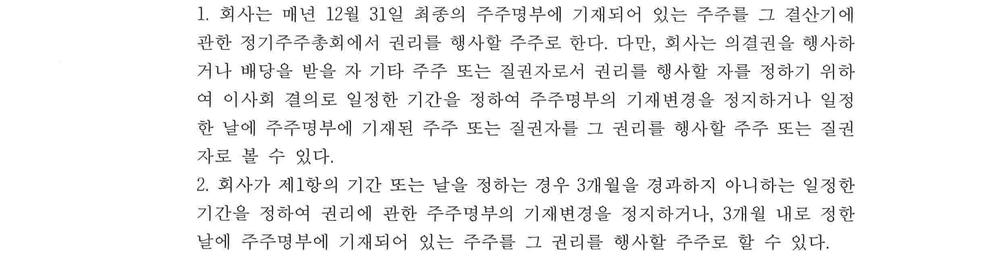 1. 회사는 매년 12월 31일 최종의 주주명부에 기재되어 있는 주주를 그 결산기에
관한 정기주주총회에서 권리를 행사할 주주로 한다. 다만, 회사는 의결권을 행사하
거나 배당을 받을 자 기타 주주 또는 질권자로서 권리를 행사할 자를 정하기 위하
여 이사회 결의로 일정한 기간을 정하여 주주명부의 기재변경을 정지하거나 일정
한 날에 주주명부에 기재된 주주 또는 질권자를 그 권리를 행사할 주주 또는 질권
자로 볼 수 있다.
2. 회사가 제1항의 기간 또는 날을 정하는 경우 3개월을 경과하지 아니하는 일정한
기간을 정하여 권리에 관한 주주명부의 기재변경을 정지하거나, 3개월 내로 정한
날에 주주명부에 기재되어 있는 주주를 그 권리를 행사할 주주로 할 수 있다.